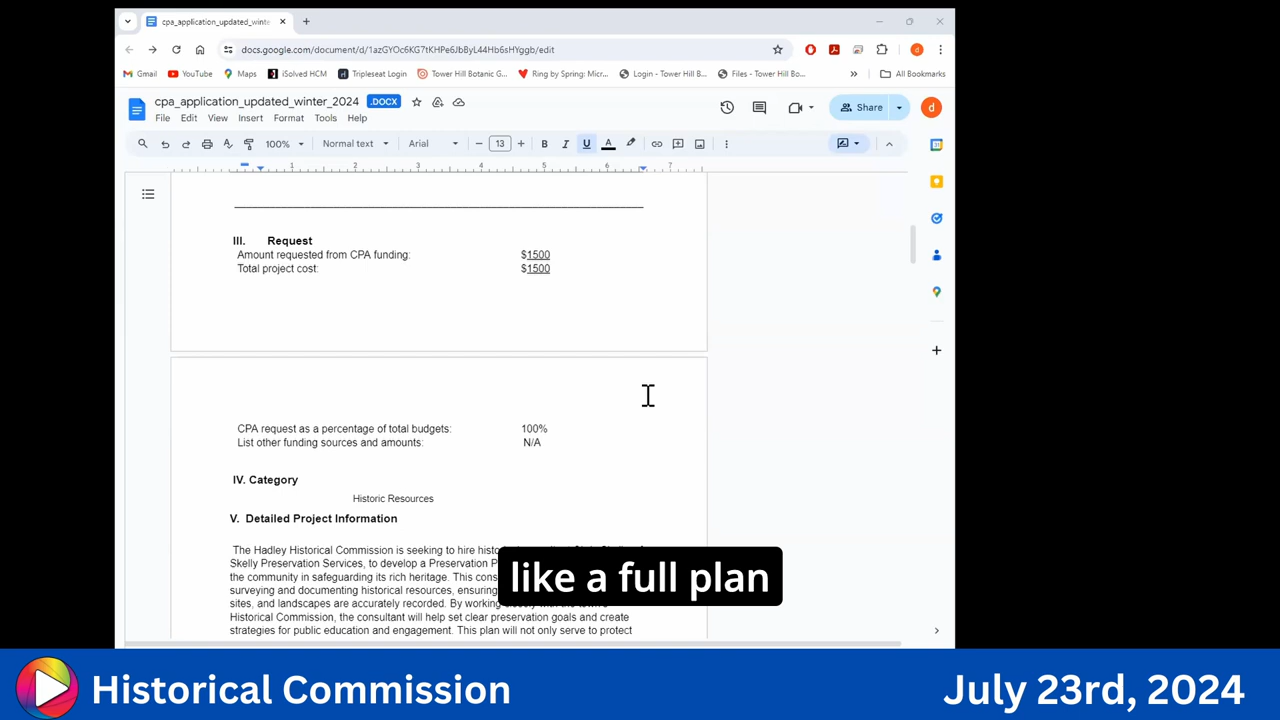 cpa_application_updated_winte
docs.google.com/document/d/1azGYOc6KG7tKHPe6JbByL44Hb6sHYggb/edit
Gmail YouTube Maps iSolved HCM Tripleseat Login Tower Hill Botanic G... Ring by Spring: Micr... Login - Tower Hill B... Files - Tower Hill Bo... » All Bookmarks
cpa_application_updated_winter_2024 .DOCX
Share
d
File Edit View Insert Format Tools Help
100% Normal text Arial 13 B I U A
1 2 3 4 5 6 7
III. Request
Amount requested from CPA funding: $1500
Total project cost: $1500
CPA request as a percentage of total budgets: 100%
List other funding sources and amounts: N/A
IV. Category
Historic Resources
V. Detailed Project Information
The Hadley Historical Commission is seeking to hire
Skelly Preservation Services, to develop a Preservation
the community in safeguarding its rich heritage. This
surveying and documenting historical resources,
sites, and landscapes are accurately recorded. By
Historical Commission, the consultant will help set clear preservation goals and create
strategies for public education and engagement. This plan will not only serve to protect
like a full plan
Historical Commission
July 23rd, 2024